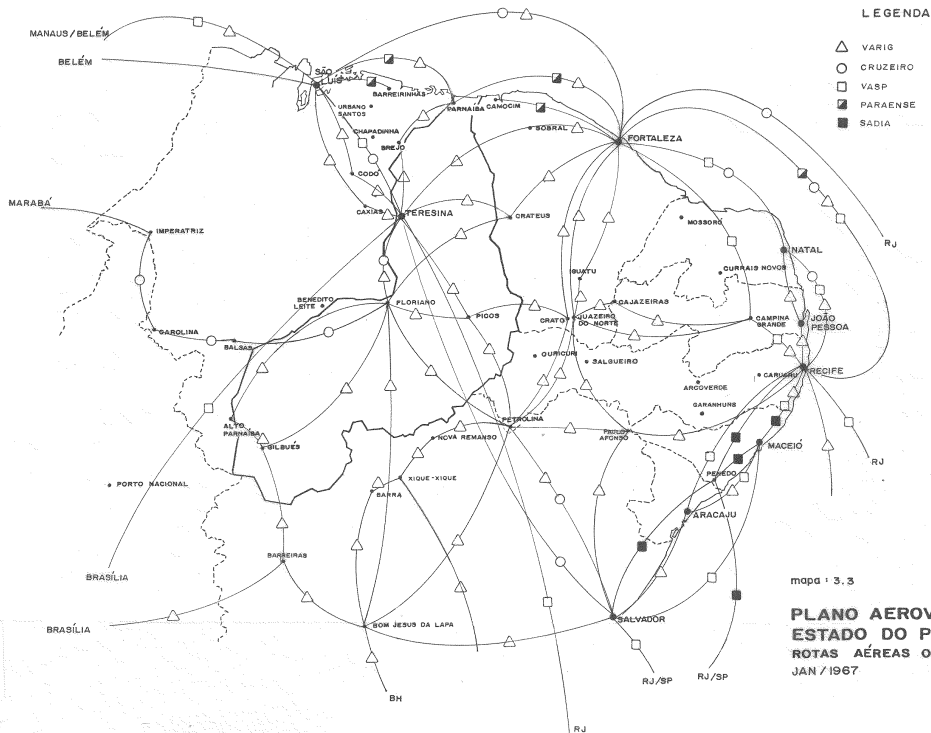 LEGENDA
VARIG
CRUZEIRO
VASP
PARAENSE
SADIA
MANAUS/BELÉM
BELÉM
SÃO
LUIS
BARREIRINHAS
URBANO
SANTOS
PARNAÍBA
CAMOCIM
CHAPADINHA
BREJO
SOBRAL
FORTALEZA
CODÓ
CAXIAS
TERESINA
CRATEUS
MARABÁ
IMPERATRIZ
MOSSORÓ
NATAL
RJ
IGUATU
CURRAIS NOVOS
BENEDITO
LEITE
FLORIANO
PICOS
CRATO
JUAZEIRO
DO NORTE
CAJAZEIRAS
CAMPINA
GRANDE
JOÃO
PESSOA
CAROLINA
BALSAS
OURICURI
SALGUEIRO
CARUARU
RECIFE
ARCOVERDE
GARANHUNS
ALTO
PARNAÍBA
GILBUÉS
NOVA REMANSO
PETROLINA
PAULO
AFONSO
MACEIÓ
RJ
PORTO NACIONAL
BARRA
XIQUE-XIQUE
PENEDO
ARACAJU
BARREIRAS
BRASÍLIA
BRASÍLIA
BOM JESUS DA LAPA
SALVADOR
RJ/SP
RJ/SP
BH
RJ
mapa: 3.3
PLANO AEROV
ESTADO DO P
ROTAS AÉREAS O
JAN/1967